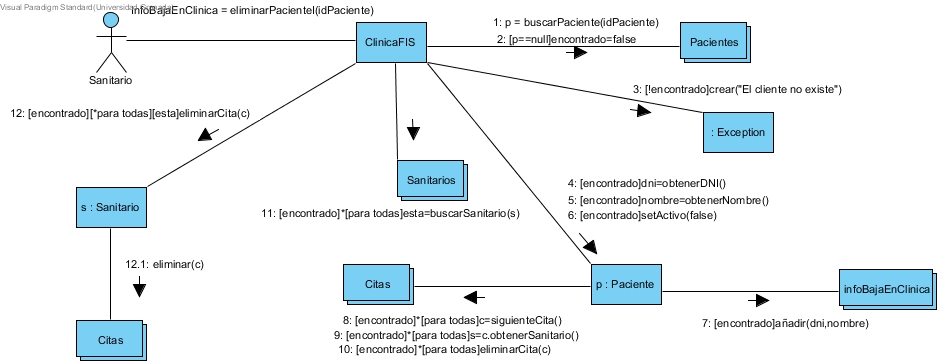 Visual Paradigm Standard(Universidad Granada)
infoBajaEnClinica = eliminarPacienteI(idPaciente)
1: p = buscarPaciente(idPaciente)
2: [p==null]encontrado=false
ClinicaFIS
Pacientes
Sanitario
3: [!encontrado]crear("El cliente no existe")
12: [encontrado][*para todas][esta]eliminarCita(c)
: Exception
Sanitarios
4: [encontrado]dni=obtenerDNI()
5: [encontrado]nombre=obtenerNombre()
6: [encontrado]setActivo(false)
s : Sanitario
11: [encontrado]*[para todas]esta=buscarSanitario(s)
12.1: eliminar(c)
Citas
p : Paciente
infoBajaEnClinica
8: [encontrado]*[para todas]c=siguienteCita()
9: [encontrado]*[para todas]s=c.obtenerSanitario()
10: [encontrado]*[para todas]eliminarCita(c)
7: [encontrado]añadir(dni,nombre)
Citas